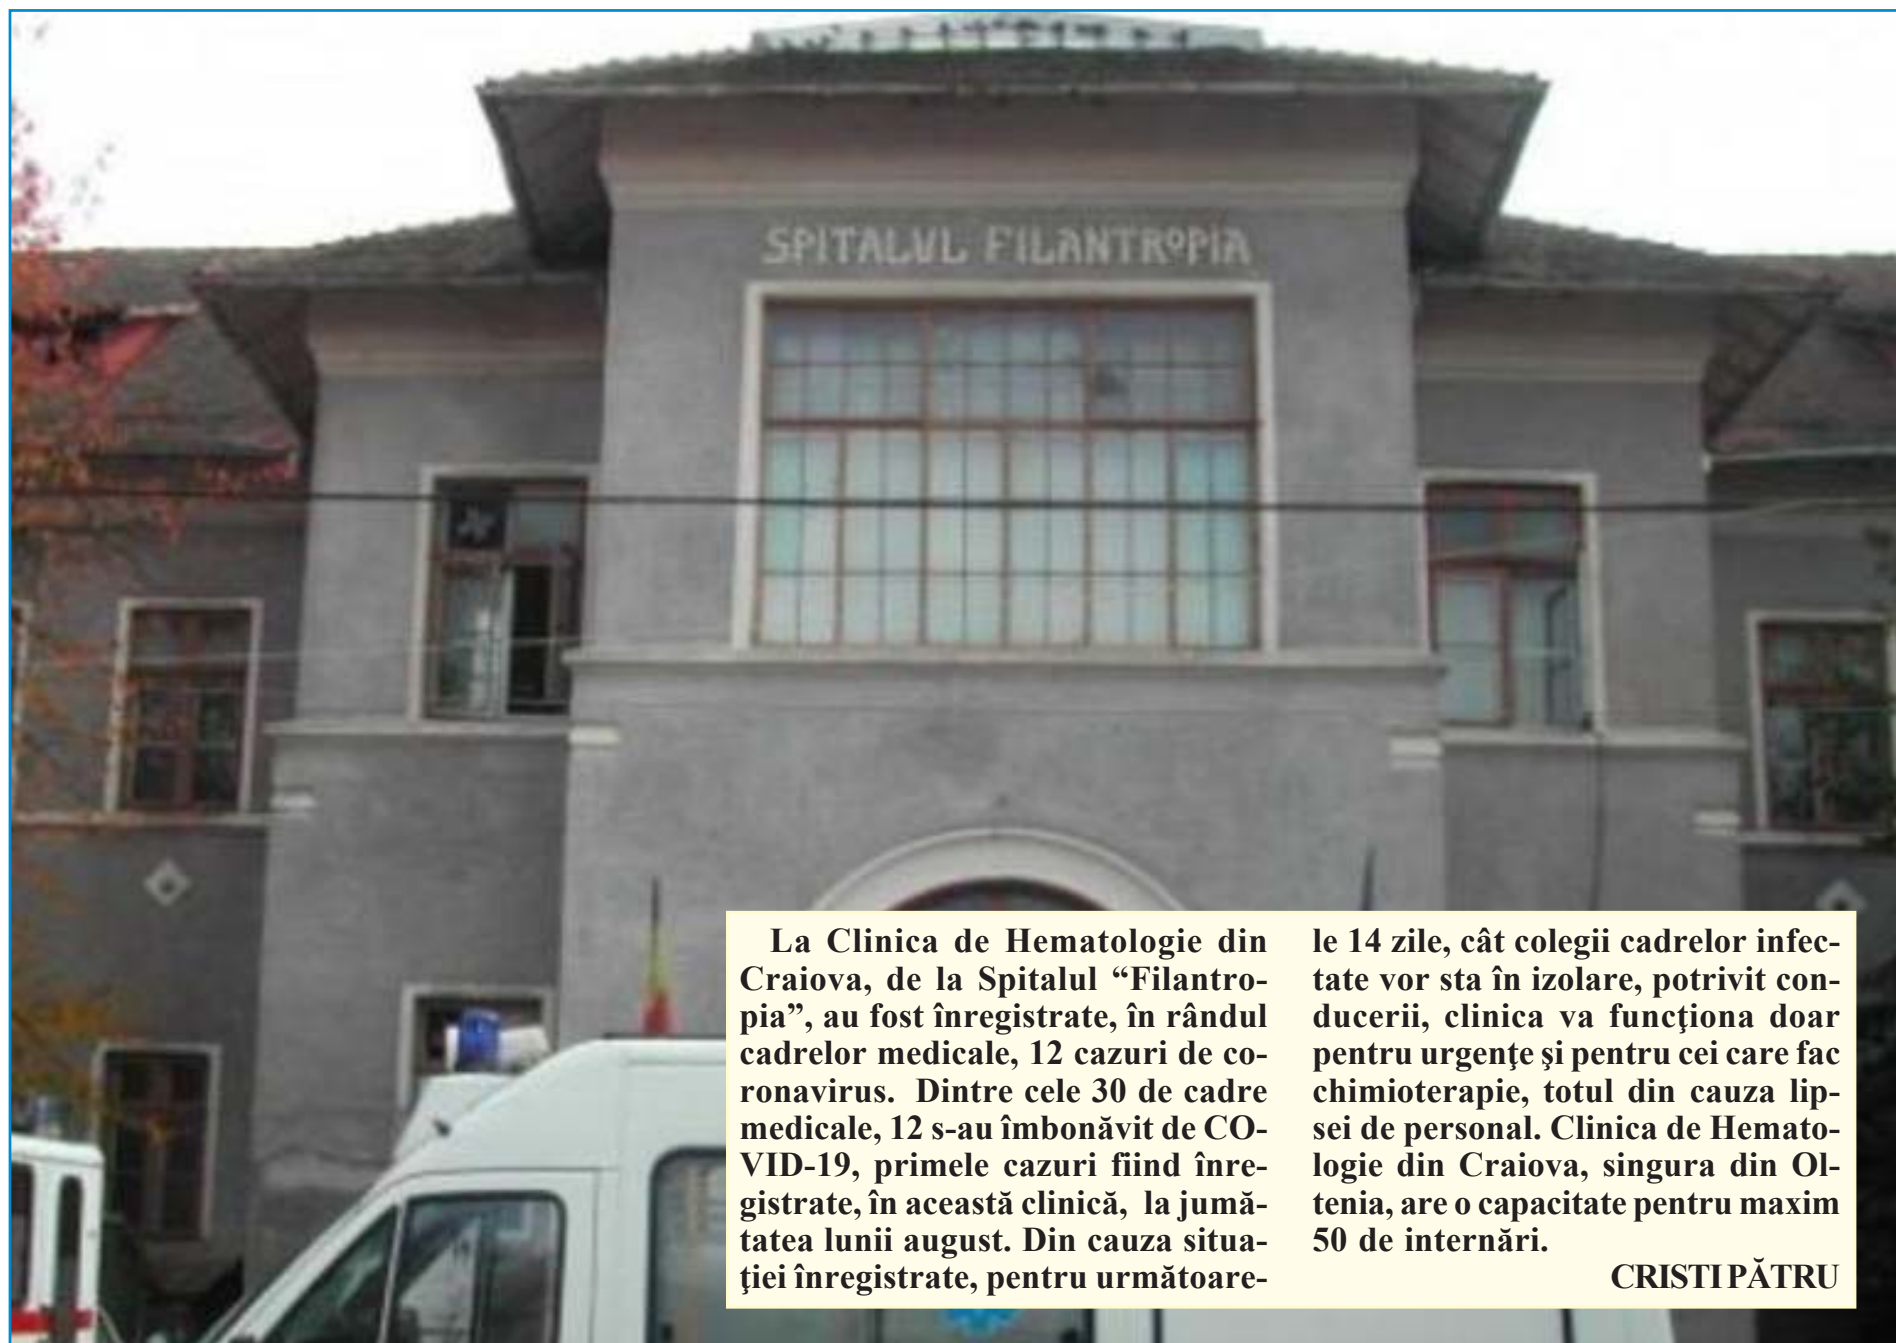 SPITALVL FILANTROPIA
La Clinica de Hematologie din
Craiova, de la Spitalul “Filantro-
pia”, au fost înregistrate, în rândul
cadrelor medicale, 12 cazuri de co-
ronavirus. Dintre cele 30 de cadre
medicale, 12 s-au îmbonăvit de CO-
VID-19, primele cazuri fiind înre-
gistrate, în această clinică, la jumă-
tatea lunii august. Din cauza situa-
ţiei înregistrate, pentru următoare-
le 14 zile, cât colegii cadrelor infec-
tate vor sta în izolare, potrivit con-
ducerii, clinica va funcţiona doar
pentru urgenţe şi pentru cei care fac
chimioterapie, totul din cauza lip-
sei de personal. Clinica de Hemato-
logie din Craiova, singura din Ol-
tenia, are o capacitate pentru maxim
50 de internări.
CRISTI PĂTRU